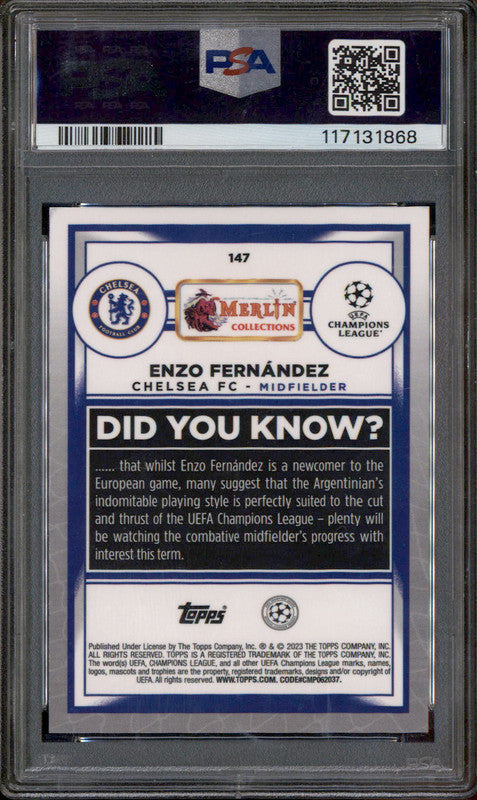 PSA
PSA PSA PSA PSA
117131868
147
CHELSEA
FOOTBALL CLUB
MERLIN
COLLECTIONS
UEFA
CHAMPIONS
LEAGUE
ENZO FERNÁNDEZ
CHELSEA FC - MIDFIELDER
DID YOU KNOW?
...... that whilst Enzo Fernández is a newcomer to the
European game, many suggest that the Argentinian's
indomitable playing style is perfectly suited to the cut
and thrust of the UEFA Champions League – plenty will
be watching the combative midfielder's progress with
interest this term.
Topps
Published Under License by The Topps Company, Inc. ® & © 2023 THE TOPPS COMPANY, INC.
ALL RIGHTS RESERVED. TOPPS IS A REGISTERED TRADEMARK OF THE TOPPS COMPANY, INC.
The word(s) UEFA, CHAMPIONS LEAGUE, and all other UEFA Champions League marks, names,
logos, mascots and trophies are the property, registered trademarks, designs and/or copyright of
UEFA. All rights reserved. WWW.TOPPS.COM. CODE#CMP062037.
PSA